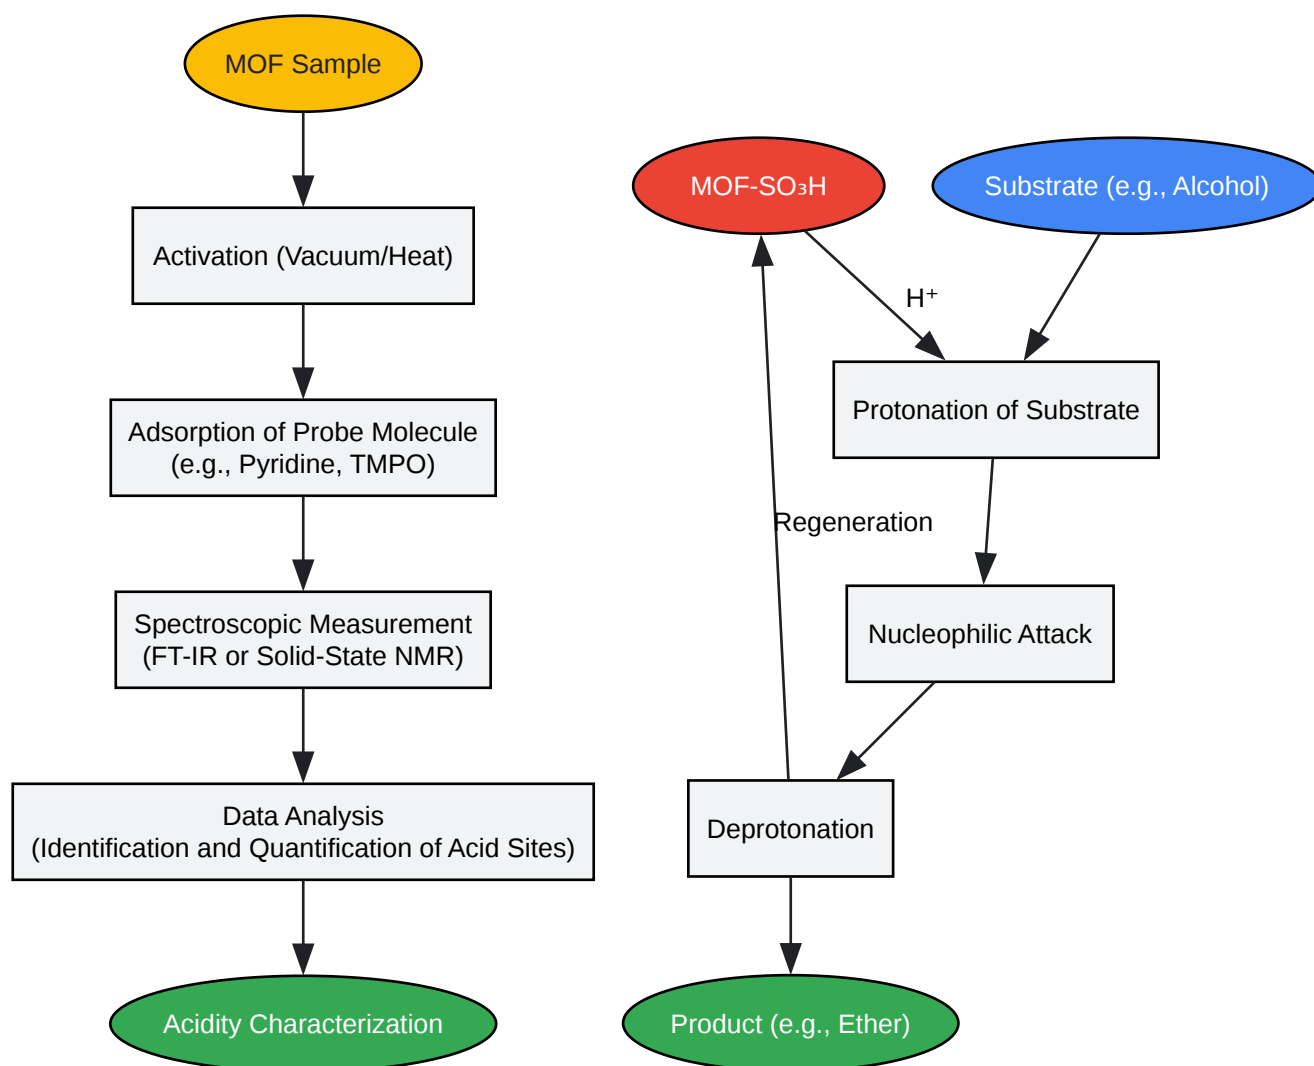 MOF Sample
Activation (Vacuum/Heat)
Adsorption of Probe Molecule
(e.g., Pyridine, TMPO)
Spectroscopic Measurement
(FT-IR or Solid-State NMR)
Data Analysis
(Identification and Quantification of Acid Sites)
Acidity Characterization
MOF-SO₃H
Substrate (e.g., Alcohol)
H⁺
Protonation of Substrate
Regeneration
Nucleophilic Attack
Deprotonation
Product (e.g., Ether)